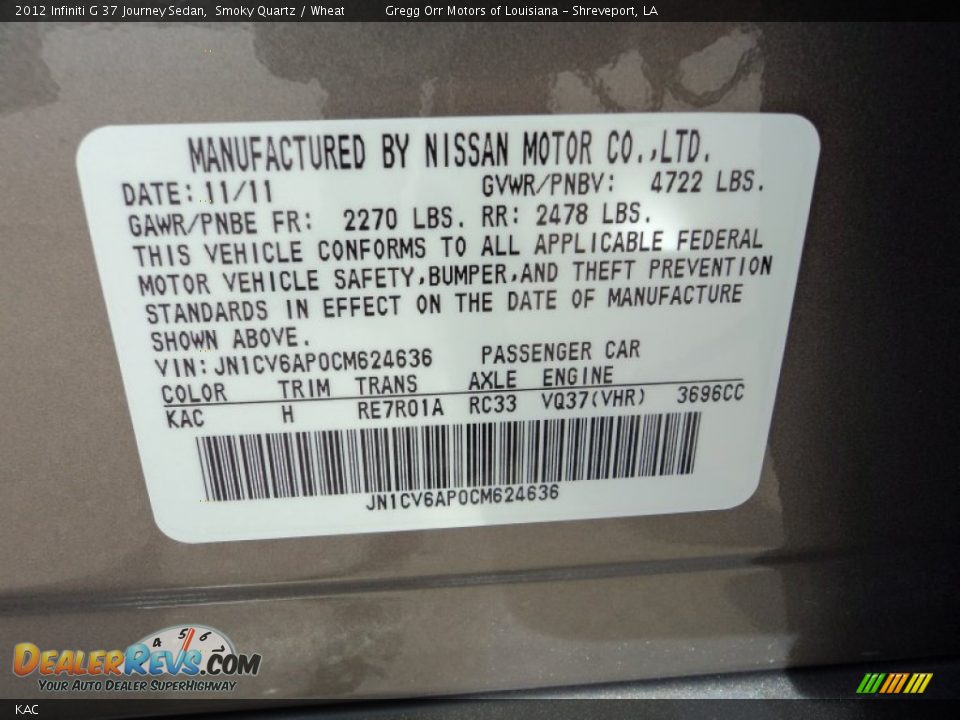 2012 Infiniti G 37 Journey Sedan, Smoky Quartz / Wheat Gregg Orr Motors of Louisiana - Shreveport, LA
MANUFACTURED BY NISSAN MOTOR CO.,LTD.
DATE: 11/11 GVWR/PNBV: 4722 LBS.
GAWR/PNBE FR: 2270 LBS. RR: 2478 LBS.
THIS VEHICLE CONFORMS TO ALL APPLICABLE FEDERAL
MOTOR VEHICLE SAFETY,BUMPER,AND THEFT PREVENTION
STANDARDS IN EFFECT ON THE DATE OF MANUFACTURE
SHOWN ABOVE.
VIN: JN1CV6AP0CM624636 PASSENGER CAR
COLOR TRIM TRANS AXLE ENGINE
KAC H RE7R01A RC33 VQ37(VHR) 3696CC
JN1CV6AP0CM624636
4 5 6 7
DEALERREVS.COM
YOUR AUTO DEALER SUPERHIGHWAY
KAC